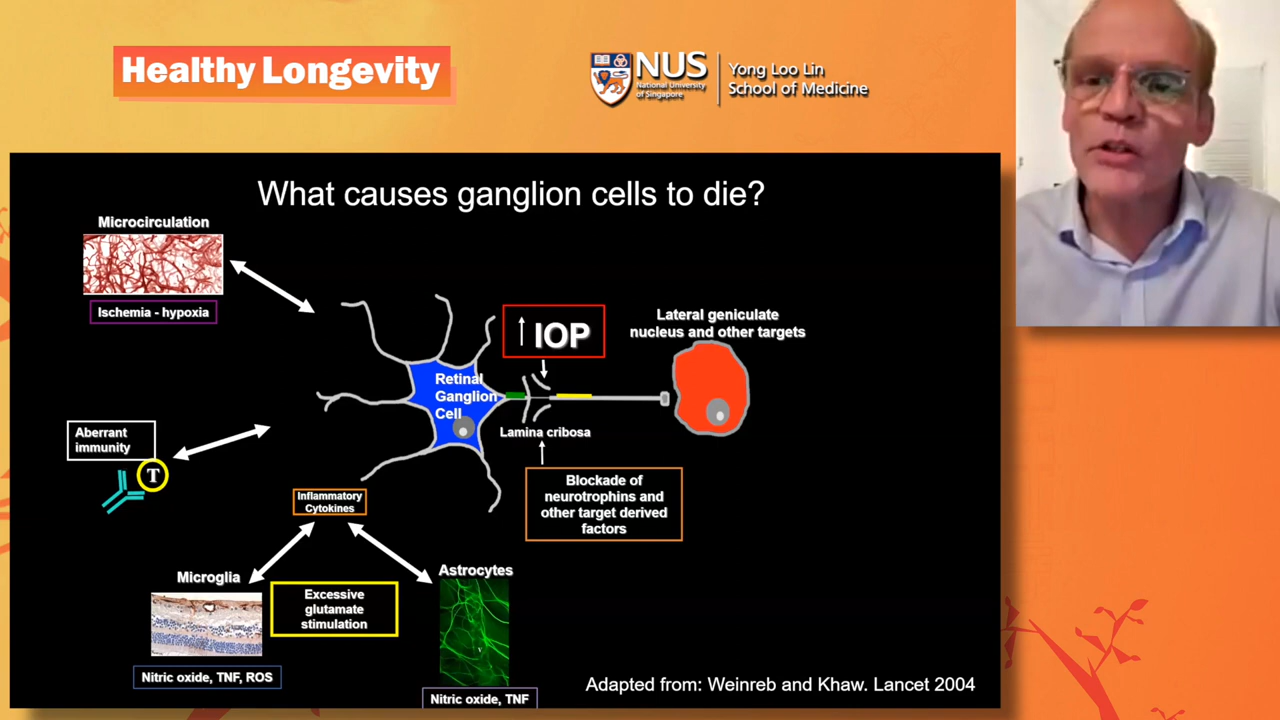 Healthy Longevity
NUS
National University
of Singapore
Yong Loo Lin
School of Medicine
What causes ganglion cells to die?
Microcirculation
Ischemia - hypoxia
Aberrant
immunity
T
Retinal
Ganglion
Cell
↑ IOP
Lamina cribosa
Lateral geniculate
nucleus and other targets
Blockade of
neurotrophins and
other target derived
factors
Inflammatory
Cytokines
Microglia
Nitric oxide, TNF, ROS
Excessive
glutamate
stimulation
Astrocytes
V
Nitric oxide, TNF
Adapted from: Weinreb and Khaw. Lancet 2004